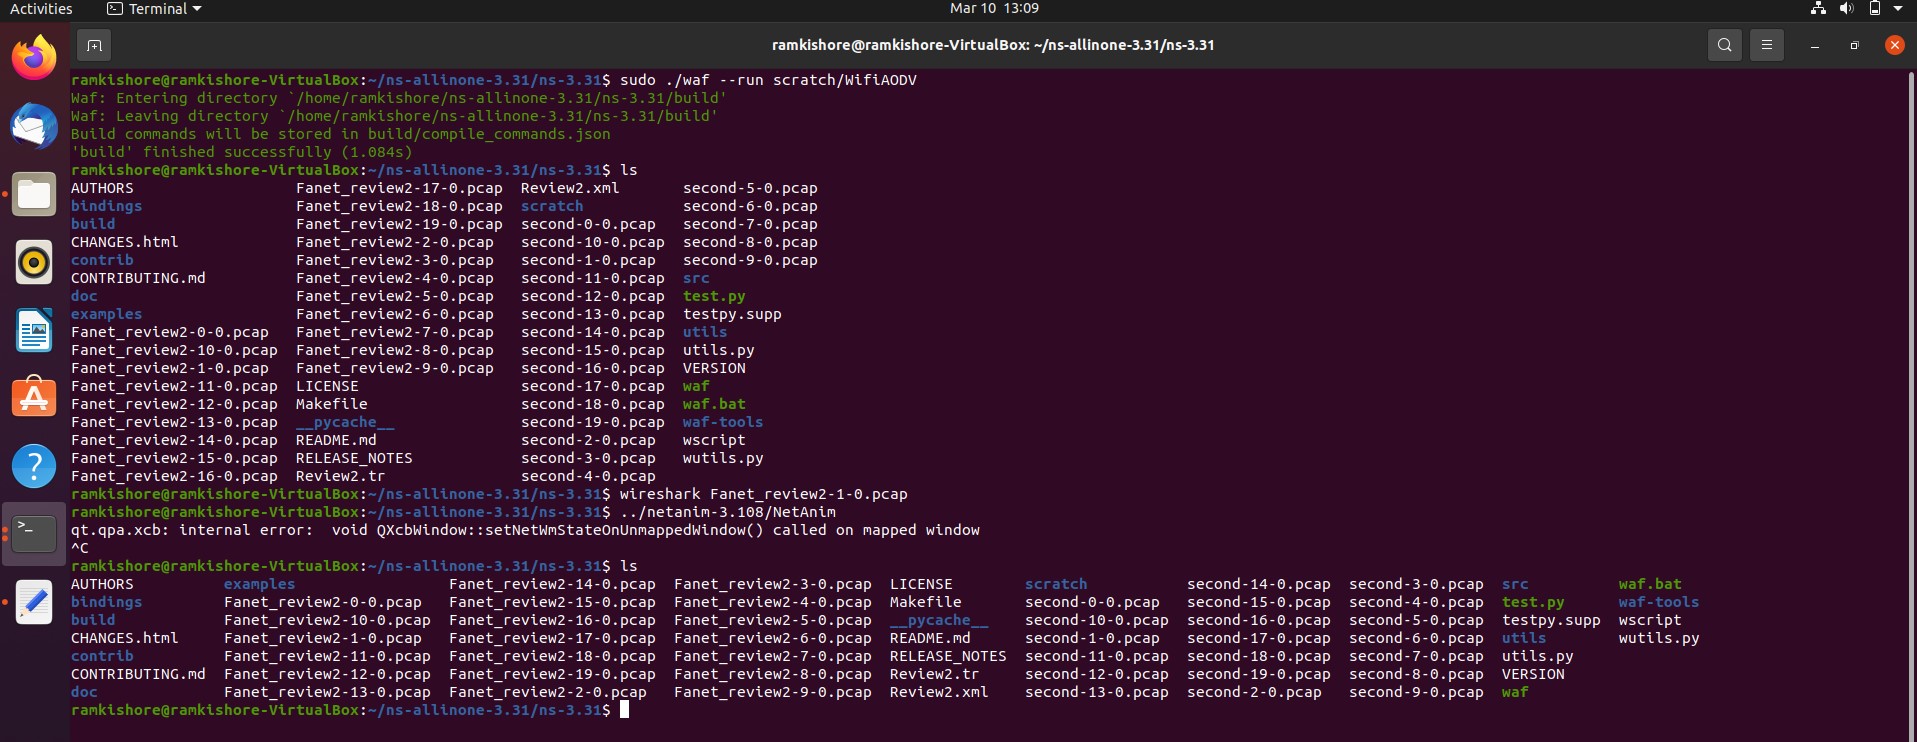 Activities Terminal Mar 10 13:09
ramkishore@ramkishore-VirtualBox: ~/ns-allinone-3.31/ns-3.31
ramkishore@ramkishore-VirtualBox:~/ns-allinone-3.31/ns-3.31$ sudo ./waf --run scratch/WifiAODV
Waf: Entering directory `/home/ramkishore/ns-allinone-3.31/ns-3.31/build'
Waf: Leaving directory `/home/ramkishore/ns-allinone-3.31/ns-3.31/build'
Build commands will be stored in build/compile_commands.json
'build' finished successfully (1.084s)
ramkishore@ramkishore-VirtualBox:~/ns-allinone-3.31/ns-3.31$ ls
AUTHORS Fanet_review2-17-0.pcap Review2.xml second-5-0.pcap
bindings Fanet_review2-18-0.pcap scratch second-6-0.pcap
build Fanet_review2-19-0.pcap second-0-0.pcap second-7-0.pcap
CHANGES.html Fanet_review2-2-0.pcap second-10-0.pcap second-8-0.pcap
contrib Fanet_review2-3-0.pcap second-1-0.pcap second-9-0.pcap
CONTRIBUTING.md Fanet_review2-4-0.pcap second-11-0.pcap src
doc Fanet_review2-5-0.pcap second-12-0.pcap test.py
examples Fanet_review2-6-0.pcap second-13-0.pcap testpy.supp
Fanet_review2-0-0.pcap Fanet_review2-7-0.pcap second-14-0.pcap utils
Fanet_review2-10-0.pcap Fanet_review2-8-0.pcap second-15-0.pcap utils.py
Fanet_review2-1-0.pcap Fanet_review2-9-0.pcap second-16-0.pcap VERSION
Fanet_review2-11-0.pcap LICENSE second-17-0.pcap waf
Fanet_review2-12-0.pcap Makefile second-18-0.pcap waf.bat
Fanet_review2-13-0.pcap __pycache__ second-19-0.pcap waf-tools
Fanet_review2-14-0.pcap README.md second-2-0.pcap wscript
Fanet_review2-15-0.pcap RELEASE_NOTES second-3-0.pcap wutils.py
Fanet_review2-16-0.pcap Review2.tr second-4-0.pcap
ramkishore@ramkishore-VirtualBox:~/ns-allinone-3.31/ns-3.31$ wireshark Fanet_review2-1-0.pcap
ramkishore@ramkishore-VirtualBox:~/ns-allinone-3.31/ns-3.31$ ../netanim-3.108/NetAnim
qt.qpa.xcb: internal error:  void QXcbWindow::setNetWmStateOnUnmappedWindow() called on mapped window
^C
ramkishore@ramkishore-VirtualBox:~/ns-allinone-3.31/ns-3.31$ ls
AUTHORS examples Fanet_review2-14-0.pcap Fanet_review2-3-0.pcap LICENSE scratch second-14-0.pcap second-3-0.pcap src waf.bat
bindings Fanet_review2-0-0.pcap Fanet_review2-15-0.pcap Fanet_review2-4-0.pcap Makefile second-0-0.pcap second-15-0.pcap second-4-0.pcap test.py waf-tools
build Fanet_review2-10-0.pcap Fanet_review2-16-0.pcap Fanet_review2-5-0.pcap __pycache__ second-10-0.pcap second-16-0.pcap second-5-0.pcap testpy.supp wscript
CHANGES.html Fanet_review2-1-0.pcap Fanet_review2-17-0.pcap Fanet_review2-6-0.pcap README.md second-1-0.pcap second-17-0.pcap second-6-0.pcap utils wutils.py
contrib Fanet_review2-11-0.pcap Fanet_review2-18-0.pcap Fanet_review2-7-0.pcap RELEASE_NOTES second-11-0.pcap second-18-0.pcap second-7-0.pcap utils.py
CONTRIBUTING.md Fanet_review2-12-0.pcap Fanet_review2-19-0.pcap Fanet_review2-8-0.pcap Review2.tr second-12-0.pcap second-19-0.pcap second-8-0.pcap VERSION
doc Fanet_review2-13-0.pcap Fanet_review2-2-0.pcap Fanet_review2-9-0.pcap Review2.xml second-13-0.pcap second-2-0.pcap second-9-0.pcap waf
ramkishore@ramkishore-VirtualBox:~/ns-allinone-3.31/ns-3.31$